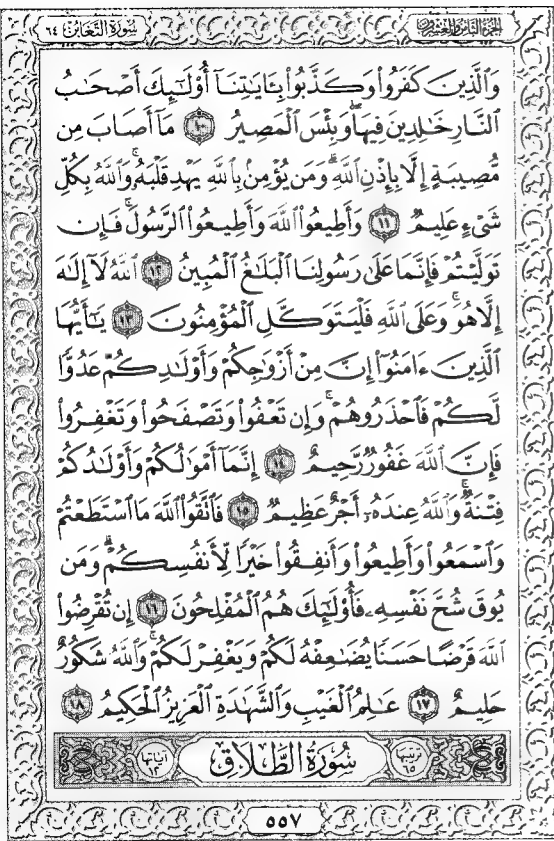 الجزء الثامن والعشرون سورة التغابن ٦٤
وَٱلَّذِينَ كَفَرُوا۟ وَكَذَّبُوا۟ بِـَٔايَـٰتِنَآ أُو۟لَـٰٓئِكَ أَصْحَـٰبُ
ٱلنَّارِ خَـٰلِدِينَ فِيهَا ۖ وَبِئْسَ ٱلْمَصِيرُ ١٠ مَآ أَصَابَ مِن
مُّصِيبَةٍ إِلَّا بِإِذْنِ ٱللَّهِ ۗ وَمَن يُؤْمِنۢ بِٱللَّهِ يَهْدِ قَلْبَهُۥ ۚ وَٱللَّهُ بِكُلِّ
شَىْءٍ عَلِيمٌ ١١ وَأَطِيعُوا۟ ٱللَّهَ وَأَطِيعُوا۟ ٱلرَّسُولَ ۚ فَإِن
تَوَلَّيْتُمْ فَإِنَّمَا عَلَىٰ رَسُولِنَا ٱلْبَلَـٰغُ ٱلْمُبِينُ ١٢ ٱللَّهُ لَآ إِلَـٰهَ
إِلَّا هُوَ ۚ وَعَلَى ٱللَّهِ فَلْيَتَوَكَّلِ ٱلْمُؤْمِنُونَ ١٣ يَـٰٓأَيُّهَا
ٱلَّذِينَ ءَامَنُوٓا۟ إِنَّ مِنْ أَزْوَٰجِكُمْ وَأَوْلَـٰدِكُمْ عَدُوًّا
لَّكُمْ فَٱحْذَرُوهُمْ ۚ وَإِن تَعْفُوا۟ وَتَصْفَحُوا۟ وَتَغْفِرُوا۟
فَإِنَّ ٱللَّهَ غَفُورٌ رَّحِيمٌ ١٤ إِنَّمَآ أَمْوَٰلُكُمْ وَأَوْلَـٰدُكُمْ
فِتْنَةٌ ۚ وَٱللَّهُ عِندَهُۥٓ أَجْرٌ عَظِيمٌ ١٥ فَٱتَّقُوا۟ ٱللَّهَ مَا ٱسْتَطَعْتُمْ
وَٱسْمَعُوا۟ وَأَطِيعُوا۟ وَأَنفِقُوا۟ خَيْرًا لِّأَنفُسِكُمْ ۗ وَمَن
يُوقَ شُحَّ نَفْسِهِۦ فَأُو۟لَـٰٓئِكَ هُمُ ٱلْمُفْلِحُونَ ١٦ إِن تُقْرِضُوا۟
ٱللَّهَ قَرْضًا حَسَنًا يُضَـٰعِفْهُ لَكُمْ وَيَغْفِرْ لَكُمْ ۚ وَٱللَّهُ شَكُورٌ
حَلِيمٌ ١٧ عَـٰلِمُ ٱلْغَيْبِ وَٱلشَّهَـٰدَةِ ٱلْعَزِيزُ ٱلْحَكِيمُ ١٨
ترتيبها ٦٥ سُورَةُ الطَّلَاق آياتها ١٢
٥٥٧